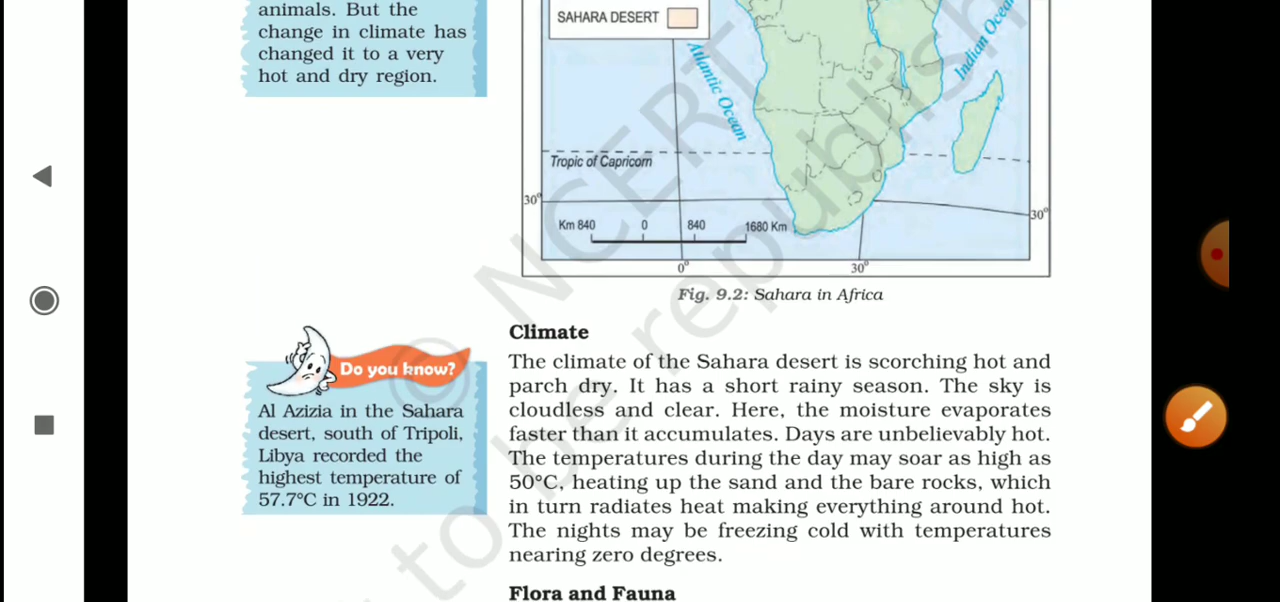 animals. But the
change in climate has
changed it to a very
hot and dry region.
SAHARA DESERT
Atlantic Ocean
Indian Ocean
Tropic of Capricorn
30°
30°
Km 840 0 840 1680 Km
0°
30°
Fig. 9.2: Sahara in Africa
© NCERT
not to be republished
Do you know?
Al Azizia in the Sahara
desert, south of Tripoli,
Libya recorded the
highest temperature of
57.7°C in 1922.
Climate
The climate of the Sahara desert is scorching hot and
parch dry. It has a short rainy season. The sky is
cloudless and clear. Here, the moisture evaporates
faster than it accumulates. Days are unbelievably hot.
The temperatures during the day may soar as high as
50°C, heating up the sand and the bare rocks, which
in turn radiates heat making everything around hot.
The nights may be freezing cold with temperatures
nearing zero degrees.
Flora and Fauna